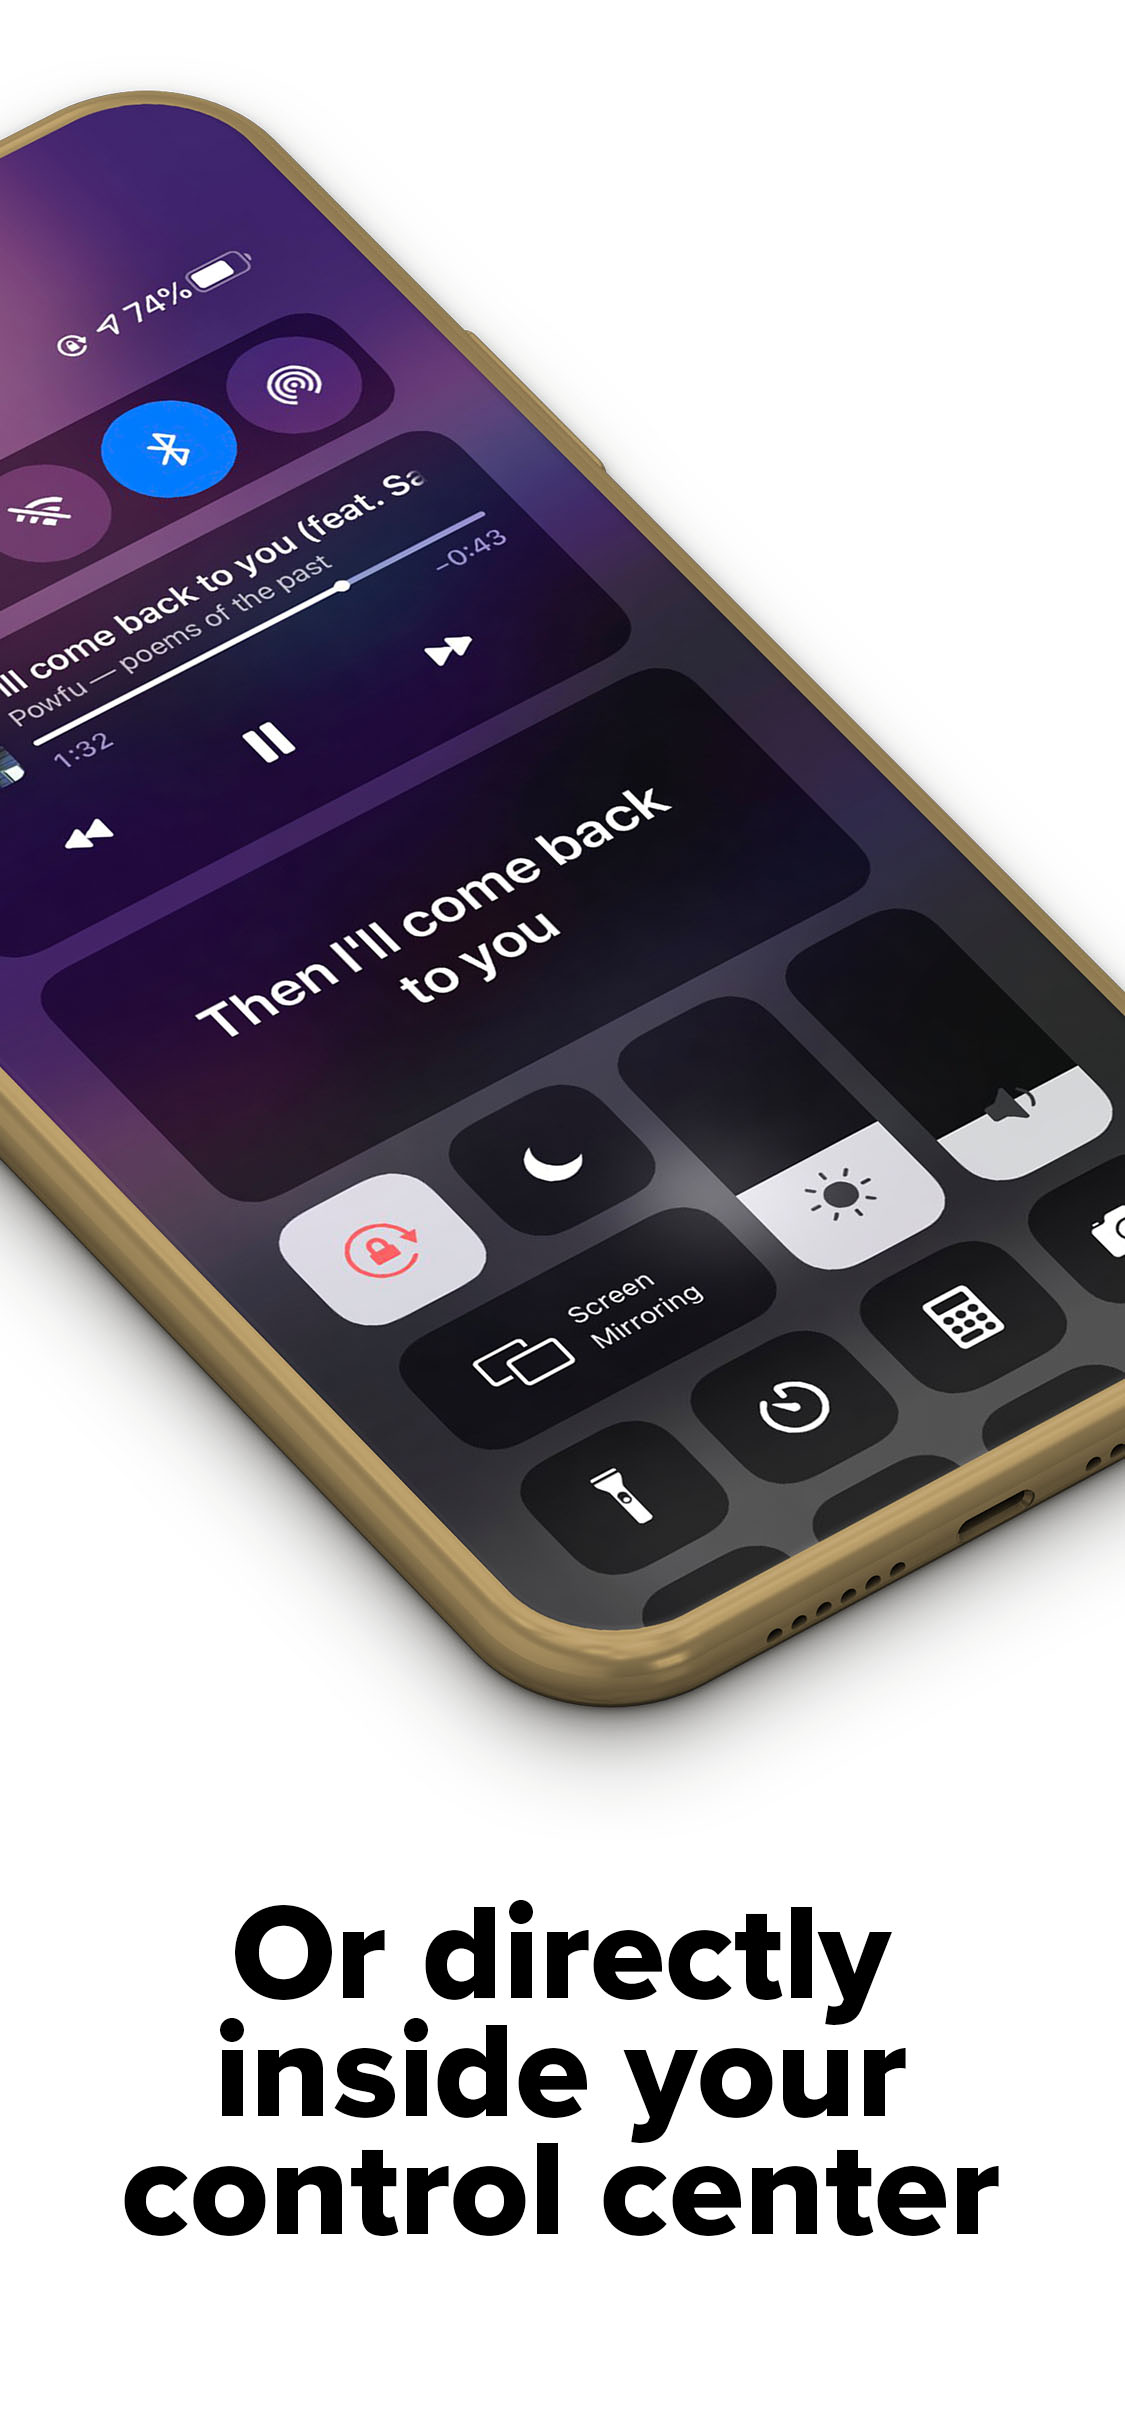 74%
ill come back to you (feat. Sa
Powfu — poems of the past
1:32
-0:43
Then I'll come back
to you
Screen
Mirroring
Or directly
inside your
control center